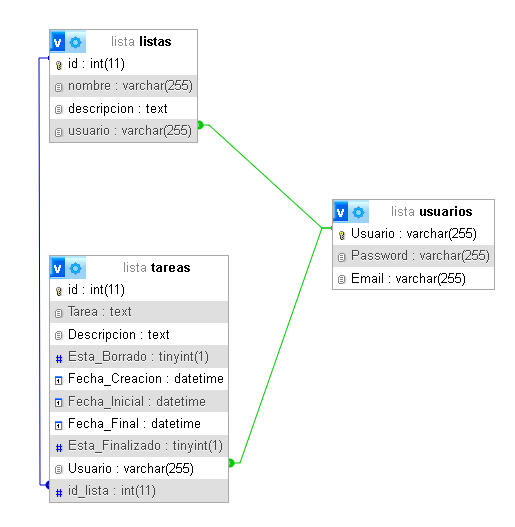 v lista listas
id : int(11)
nombre : varchar(255)
descripcion : text
usuario : varchar(255)
v lista usuarios
Usuario : varchar(255)
Password : varchar(255)
Email : varchar(255)
v lista tareas
id : int(11)
Tarea : text
Descripcion : text
# Esta_Borrado : tinyint(1)
Fecha_Creacion : datetime
Fecha_Inicial : datetime
Fecha_Final : datetime
# Esta_Finalizado : tinyint(1)
Usuario : varchar(255)
# id_lista : int(11)